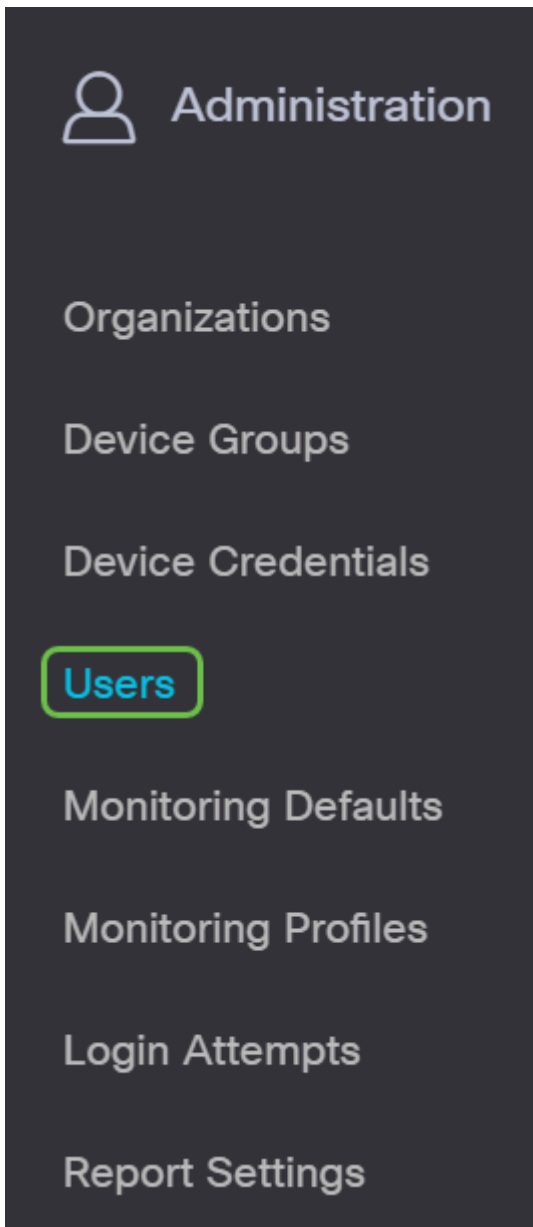 Administration
Organizations
Device Groups
Device Credentials
Users
Monitoring Defaults
Monitoring Profiles
Login Attempts
Report Settings